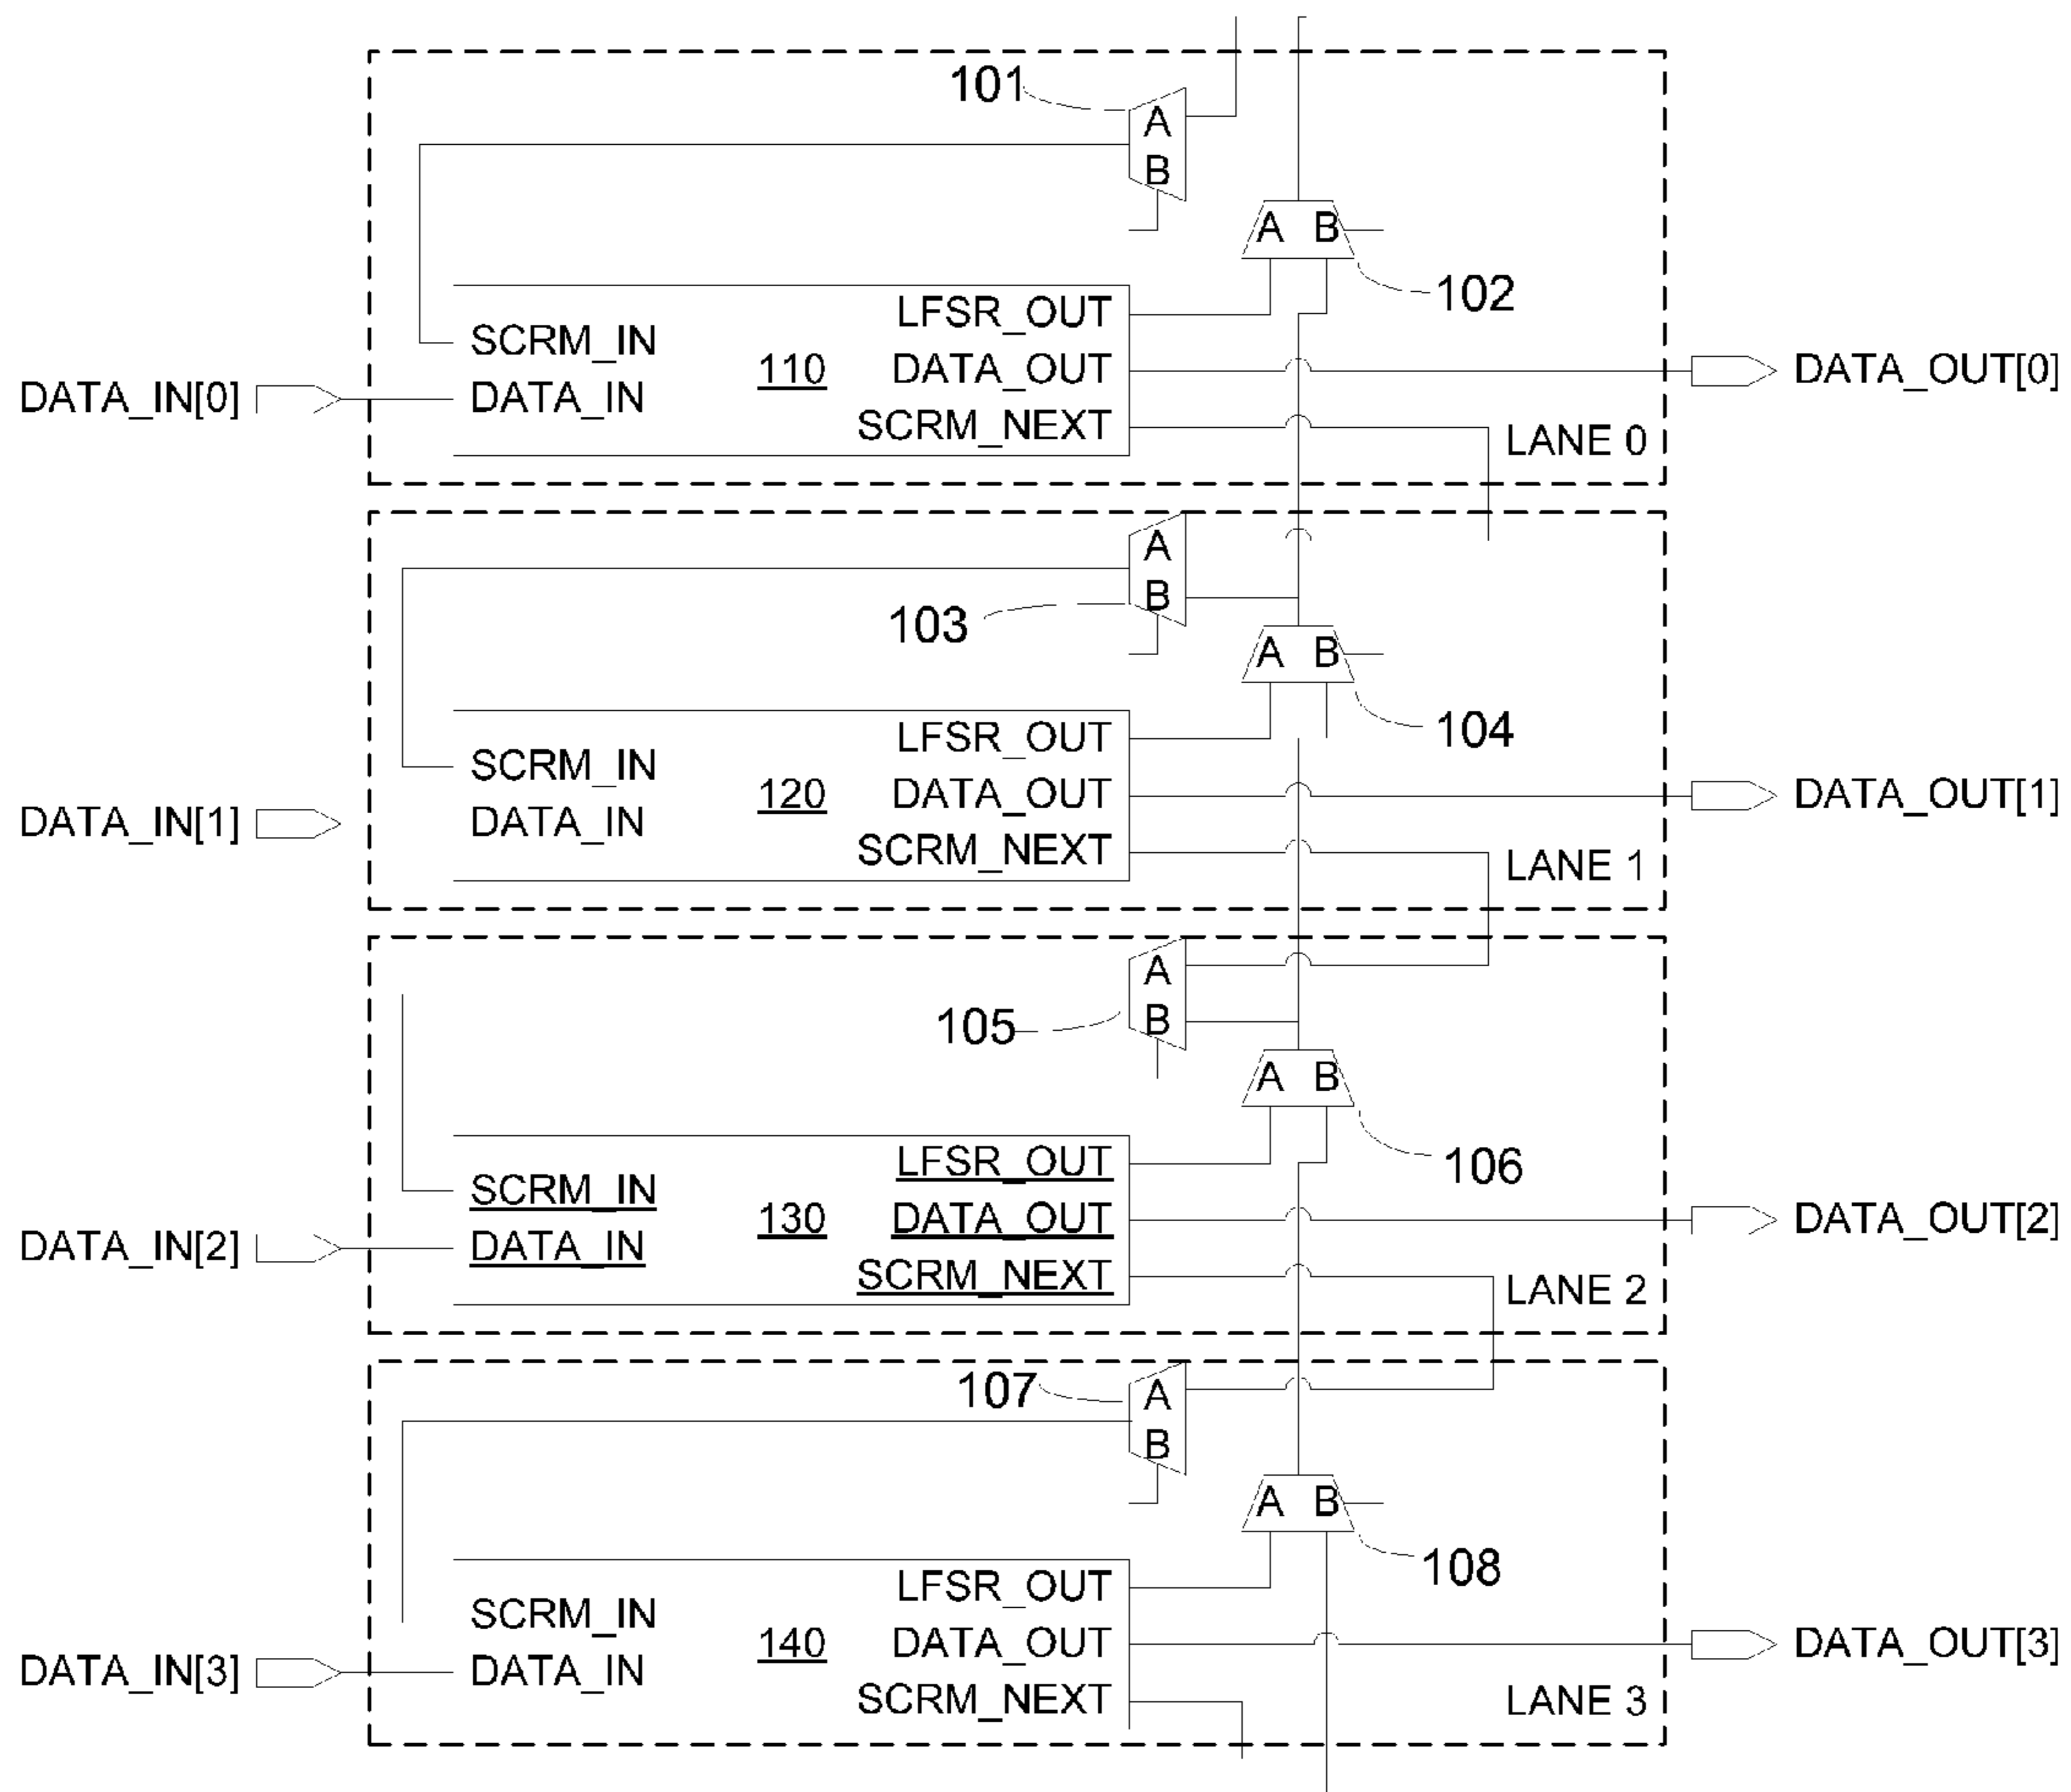 101
A
B
A B
102
LFSR_OUT
SCRM_IN
110
DATA_OUT
DATA_OUT[0]
DATA_IN[0]
DATA_IN
SCRM_NEXT
LANE 0
A
B
103
A B
104
LFSR_OUT
SCRM_IN
120
DATA_OUT
DATA_OUT[1]
DATA_IN[1]
DATA_IN
SCRM_NEXT
LANE 1
A
B
105
A B
106
LFSR_OUT
SCRM_IN
130
DATA_OUT
DATA_OUT[2]
DATA_IN[2]
DATA_IN
SCRM_NEXT
LANE 2
107
A
B
A B
108
LFSR_OUT
SCRM_IN
140
DATA_OUT
DATA_OUT[3]
DATA_IN[3]
DATA_IN
SCRM_NEXT
LANE 3